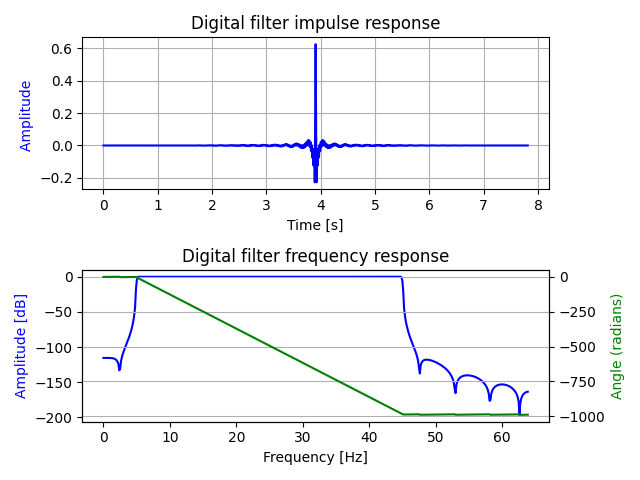 Digital filter impulse response
0.6
0.4
0.2
0.0
−0.2
Amplitude
0 1 2 3 4 5 6 7 8
Time [s]
Digital filter frequency response
0 0
−50 −250
−100 −500
−150 −750
−200 −1000
Amplitude [dB]
Angle (radians)
0 10 20 30 40 50 60
Frequency [Hz]